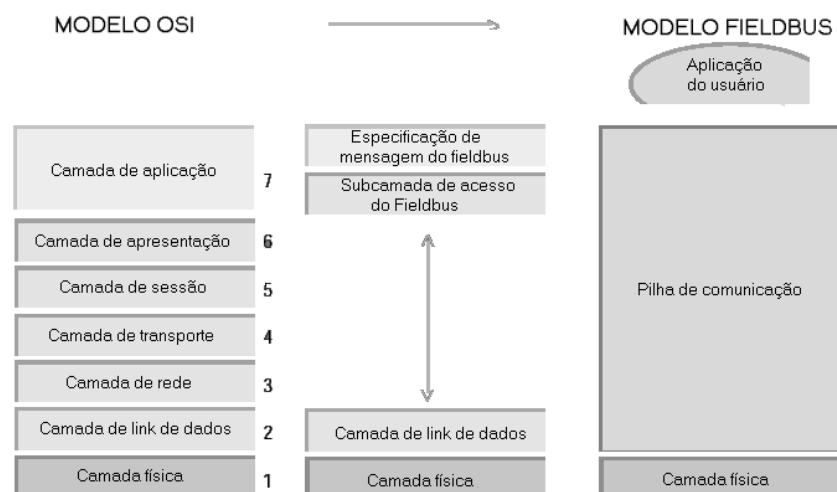 MODELO OSI
MODELO FIELDBUS
Aplicação
do usuário
Camada de aplicação
7
Especificação de
mensagem do fieldbus
Subcamada de acesso
do Fieldbus
Camada de apresentação
6
Camada de sessão
5
Pilha de comunicação
Camada de transporte
4
Camada de rede
3
Camada de link de dados
2
Camada de link de dados
Camada física
1
Camada física
Camada física